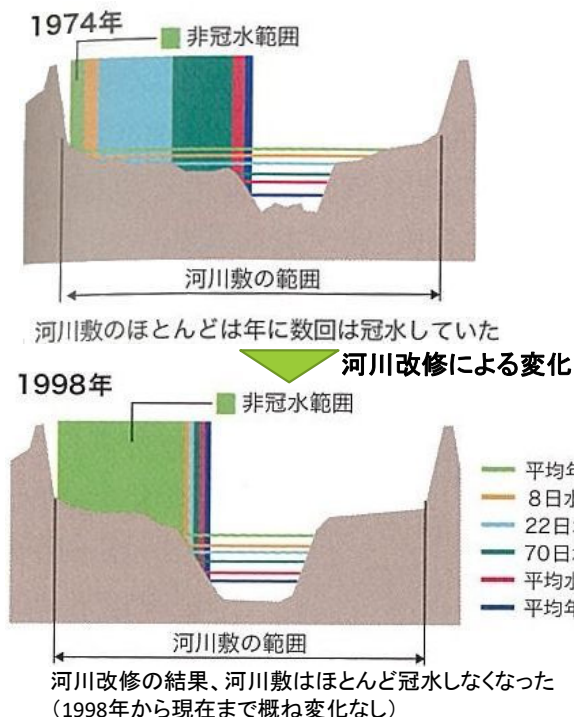 1974年
非冠水範囲
河川敷の範囲
河川敷のほとんどは年に数回は冠水していた
河川改修による変化
1998年
非冠水範囲
平均年
8日水
22日
70日
平均水
平均年
河川敷の範囲
河川改修の結果、河川敷はほとんど冠水しなくなった
（1998年から現在まで概ね変化なし）